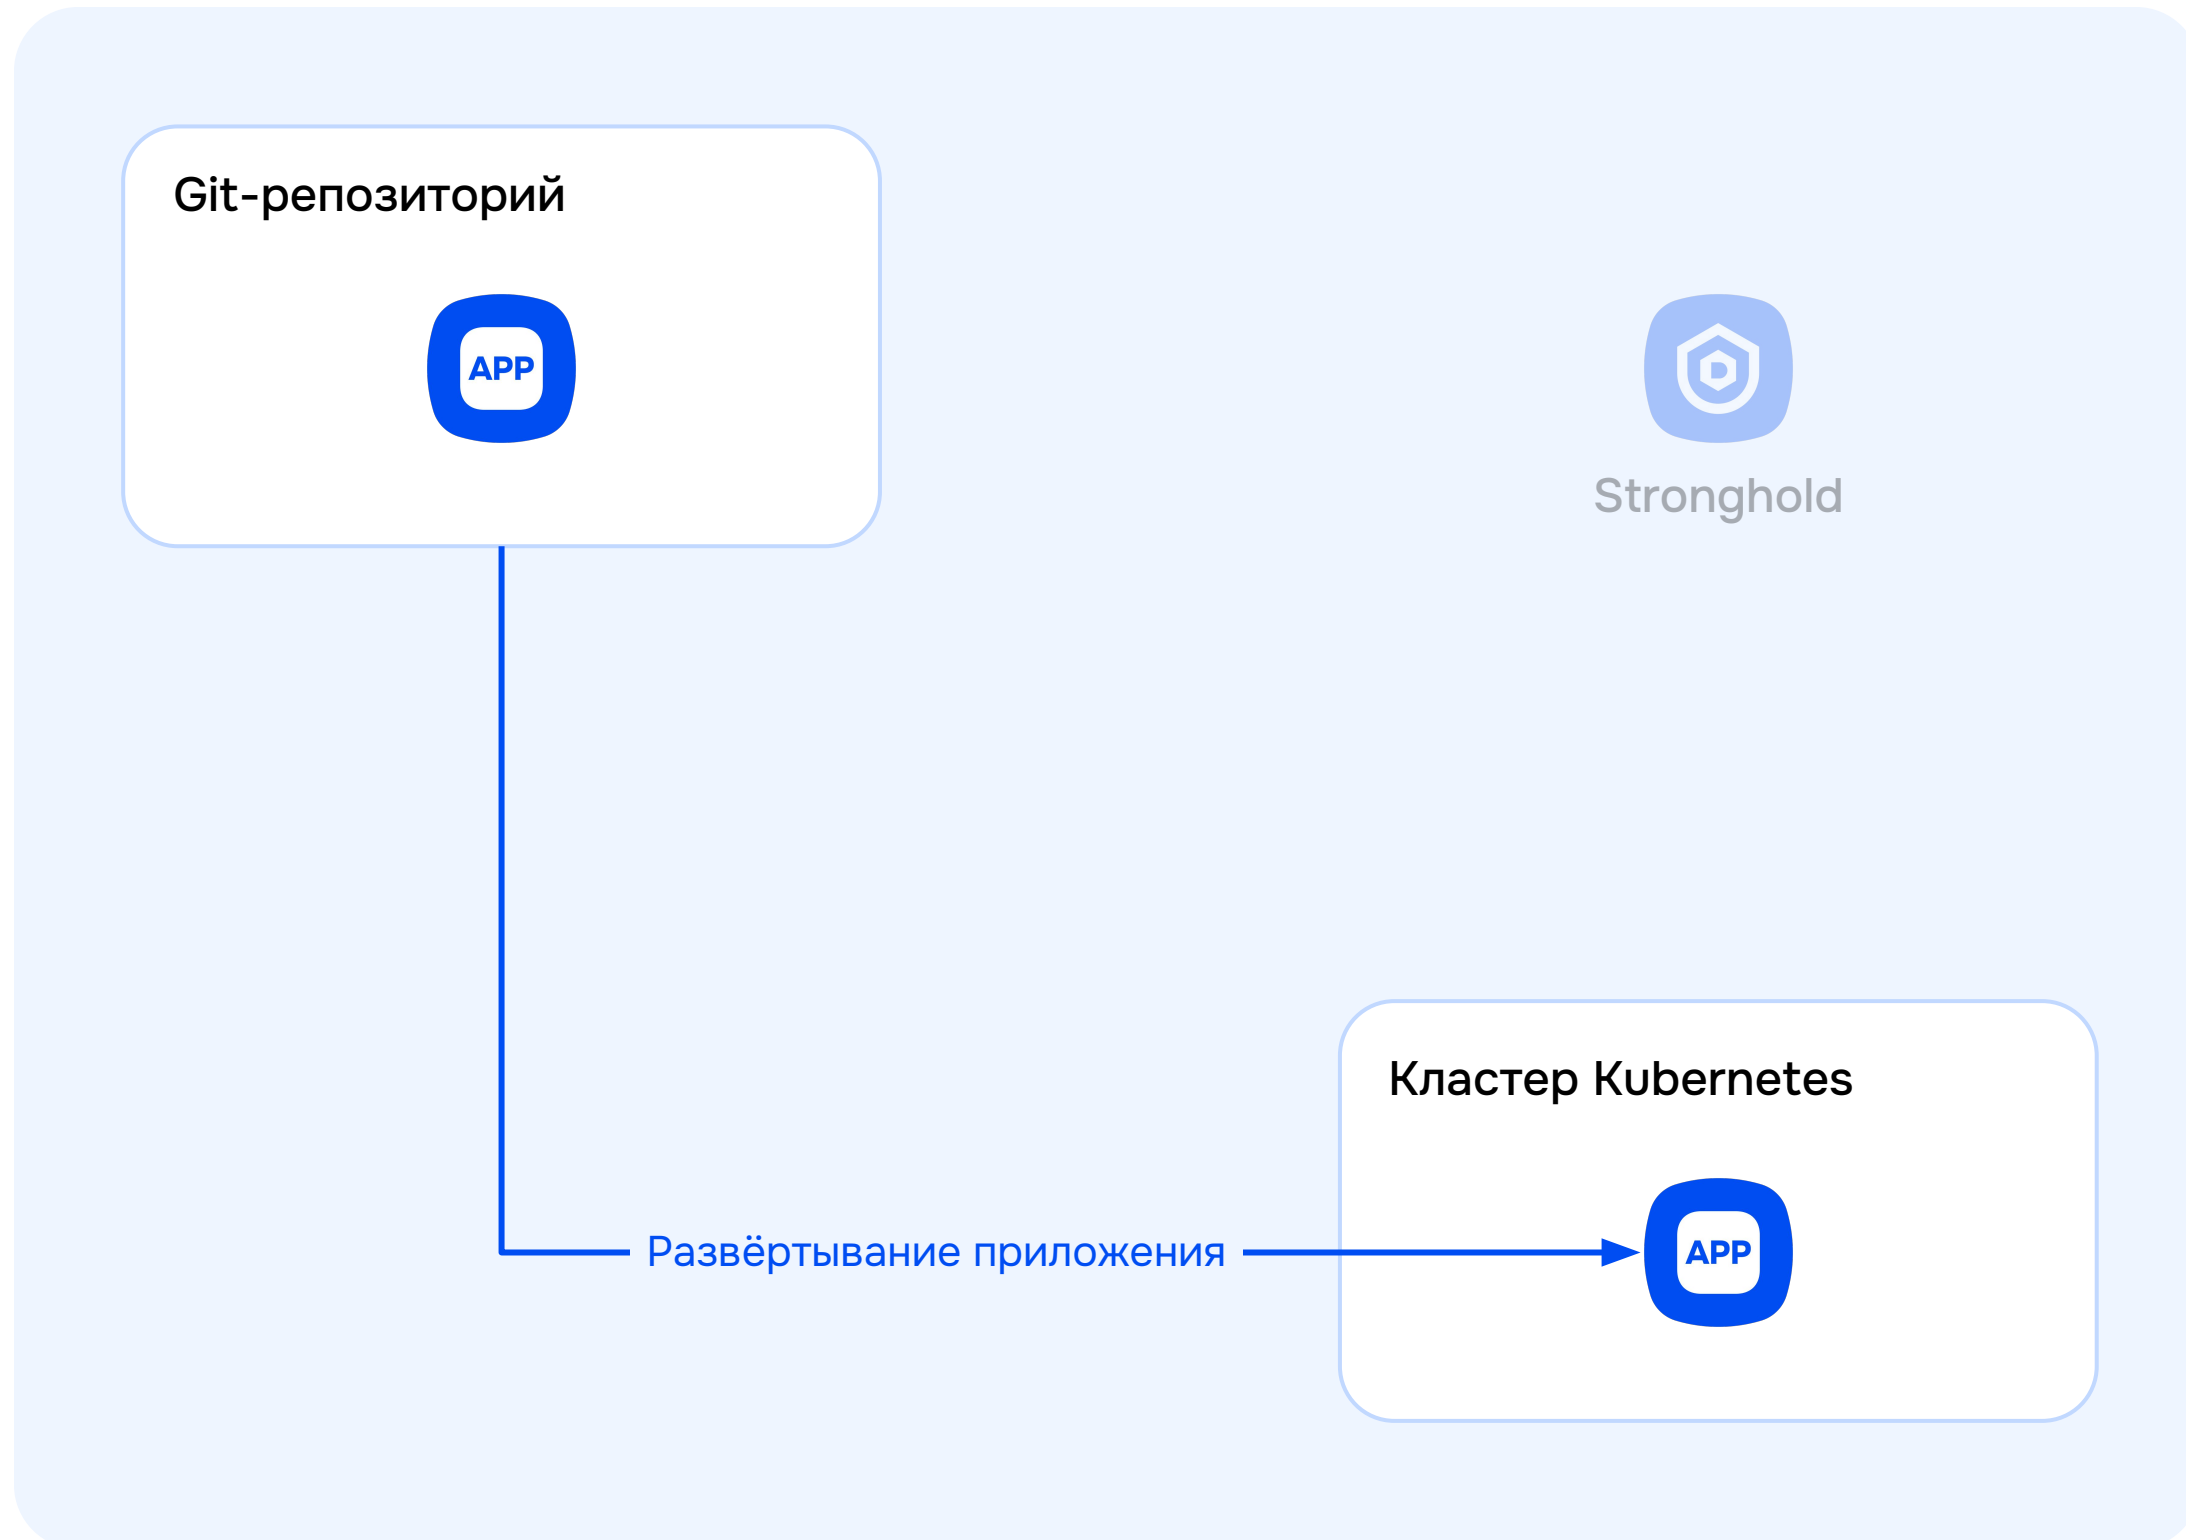 Git-репозиторий
APP
D
Stronghold
Кластер Kubernetes
APP
Развёртывание приложения